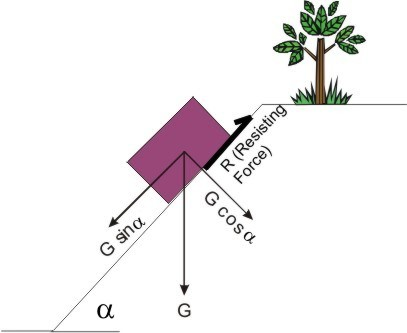 R (Resisting
Force)
G sinα
G cosα
α
G